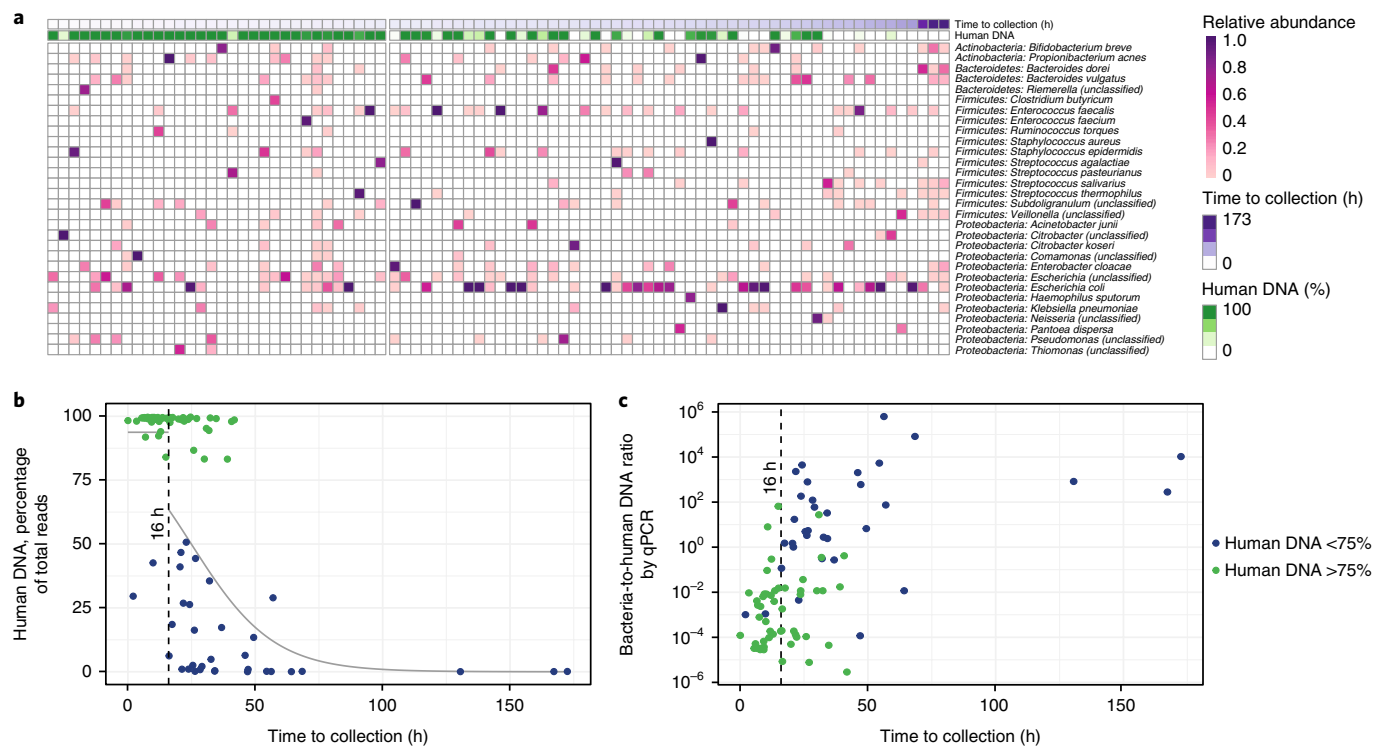 a
Time to collection (h)
Human DNA
Actinobacteria: Bifidobacterium breve
Actinobacteria: Propionibacterium acnes
Bacteroidetes: Bacteroides dorei
Bacteroidetes: Bacteroides vulgatus
Bacteroidetes: Riemerella (unclassified)
Firmicutes: Clostridium butyricum
Firmicutes: Enterococcus faecalis
Firmicutes: Enterococcus faecium
Firmicutes: Ruminococcus torques
Firmicutes: Staphylococcus aureus
Firmicutes: Staphylococcus epidermidis
Firmicutes: Streptococcus agalactiae
Firmicutes: Streptococcus pasteurianus
Firmicutes: Streptococcus salivarius
Firmicutes: Streptococcus thermophilus
Firmicutes: Subdoligranulum (unclassified)
Firmicutes: Veillonella (unclassified)
Proteobacteria: Acinetobacter junii
Proteobacteria: Citrobacter (unclassified)
Proteobacteria: Citrobacter koseri
Proteobacteria: Comamonas (unclassified)
Proteobacteria: Enterobacter cloacae
Proteobacteria: Escherichia (unclassified)
Proteobacteria: Escherichia coli
Proteobacteria: Haemophilus sputorum
Proteobacteria: Klebsiella pneumoniae
Proteobacteria: Neisseria (unclassified)
Proteobacteria: Pantoea dispersa
Proteobacteria: Pseudomonas (unclassified)
Proteobacteria: Thiomonas (unclassified)
Relative abundance
1.0
0.8
0.6
0.4
0.2
0
Time to collection (h)
173
0
Human DNA (%)
100
0
b
Human DNA, percentage
of total reads
100
75
50
25
0
16 h
0
50
100
150
Time to collection (h)
c
Bacteria-to-human DNA ratio
by qPCR
10⁶
10⁴
10²
10⁰
10⁻²
10⁻⁴
10⁻⁶
16 h
0
50
100
150
Time to collection (h)
Human DNA <75%
Human DNA >75%